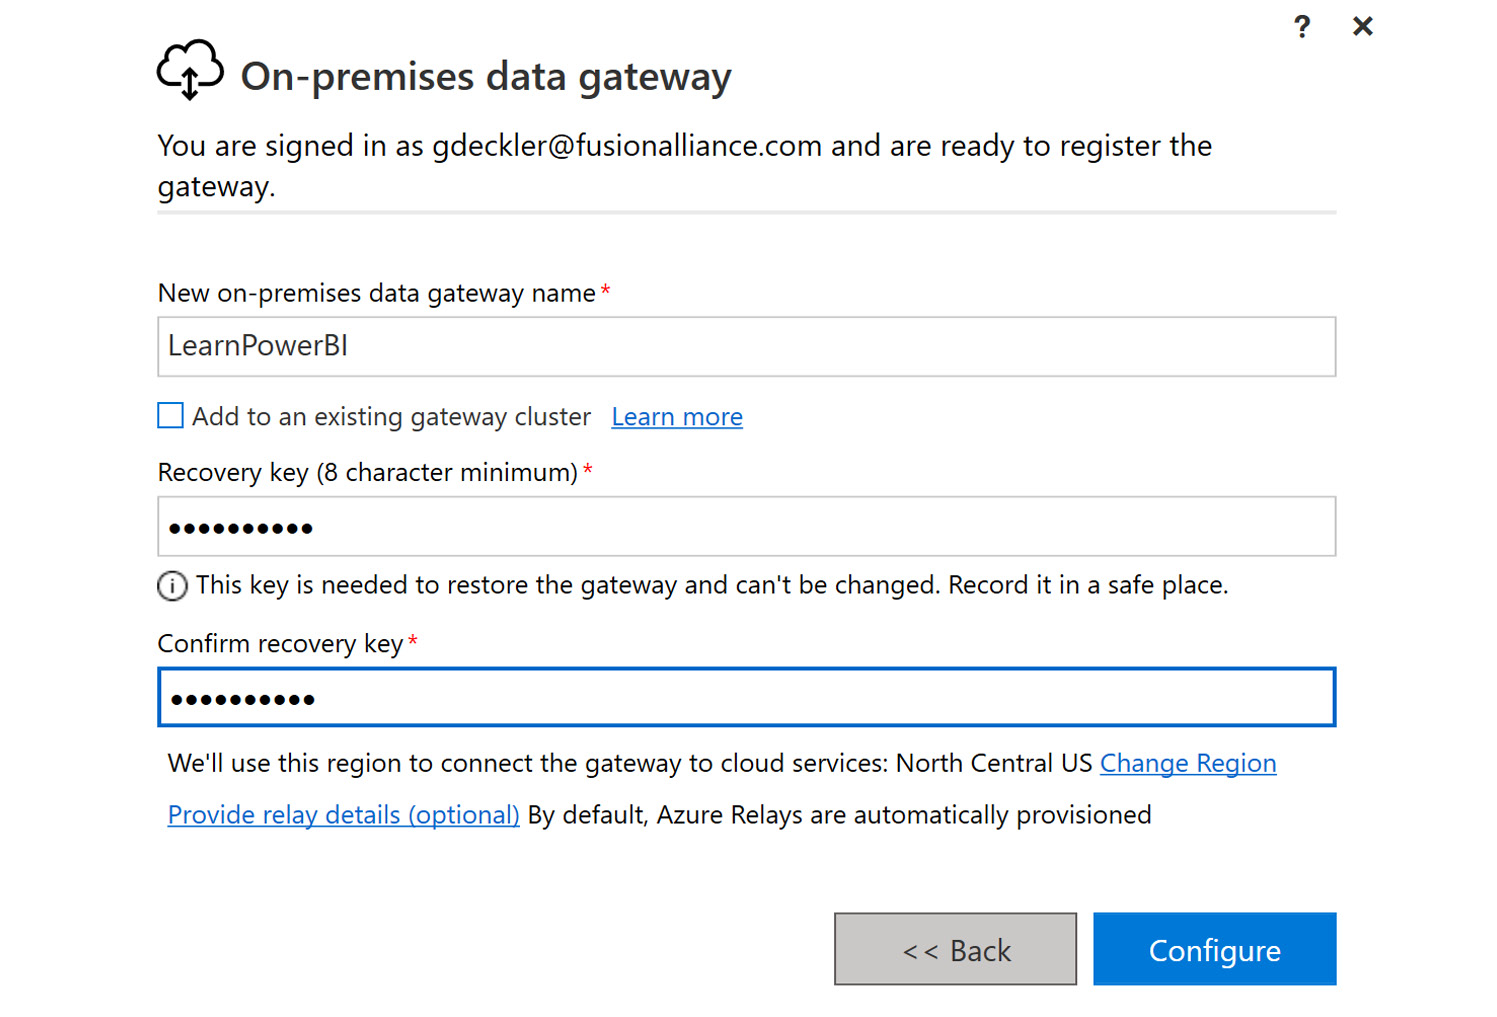 ? ×
On-premises data gateway
You are signed in as gdeckler@fusionalliance.com and are ready to register the
gateway.
New on-premises data gateway name*
LearnPowerBI
Add to an existing gateway cluster Learn more
Recovery key (8 character minimum)*
••••••••••
This key is needed to restore the gateway and can't be changed. Record it in a safe place.
Confirm recovery key*
••••••••••
We'll use this region to connect the gateway to cloud services: North Central US Change Region
Provide relay details (optional) By default, Azure Relays are automatically provisioned
<< Back Configure